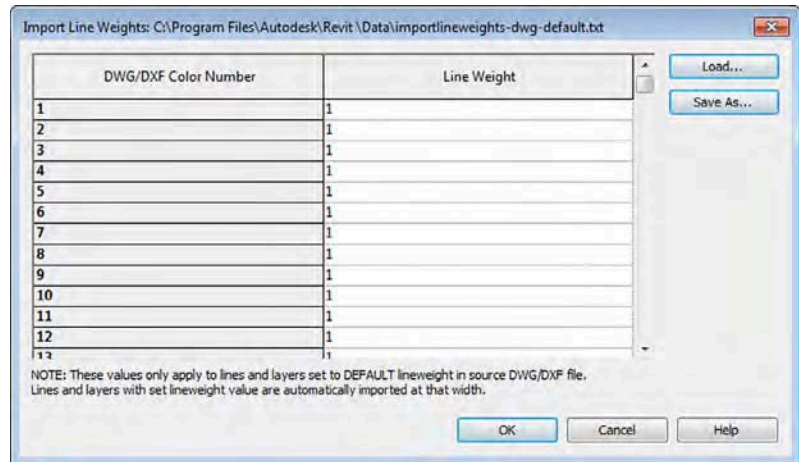 Import Line Weights: C:\Program Files\Autodesk\Revit \Data\importlineweights-dwg-default.txt
DWG/DXF Color Number Line Weight
Load...
Save As...
1 1
2 1
3 1
4 1
5 1
6 1
7 1
8 1
9 1
10 1
11 1
12 1
13 1
NOTE: These values only apply to lines and layers set to DEFAULT lineweight in source DWG/DXF file.
Lines and layers with set lineweight value are automatically imported at that width.
OK Cancel Help